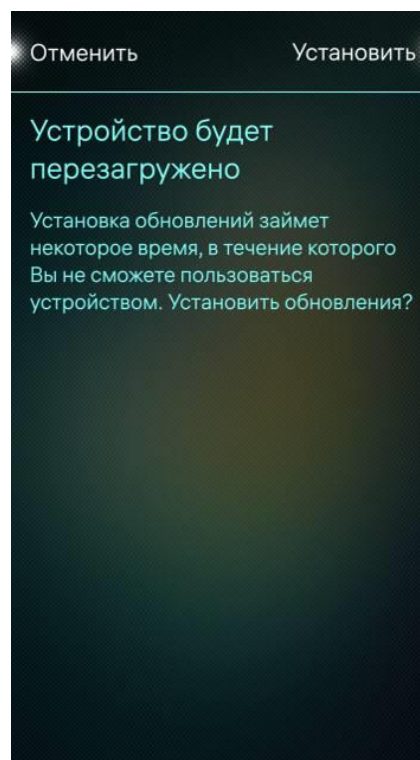 Отменить
Установить
Устройство будет
перезагружено
Установка обновлений займет
некоторое время, в течение которого
Вы не сможете пользоваться
устройством. Установить обновления?